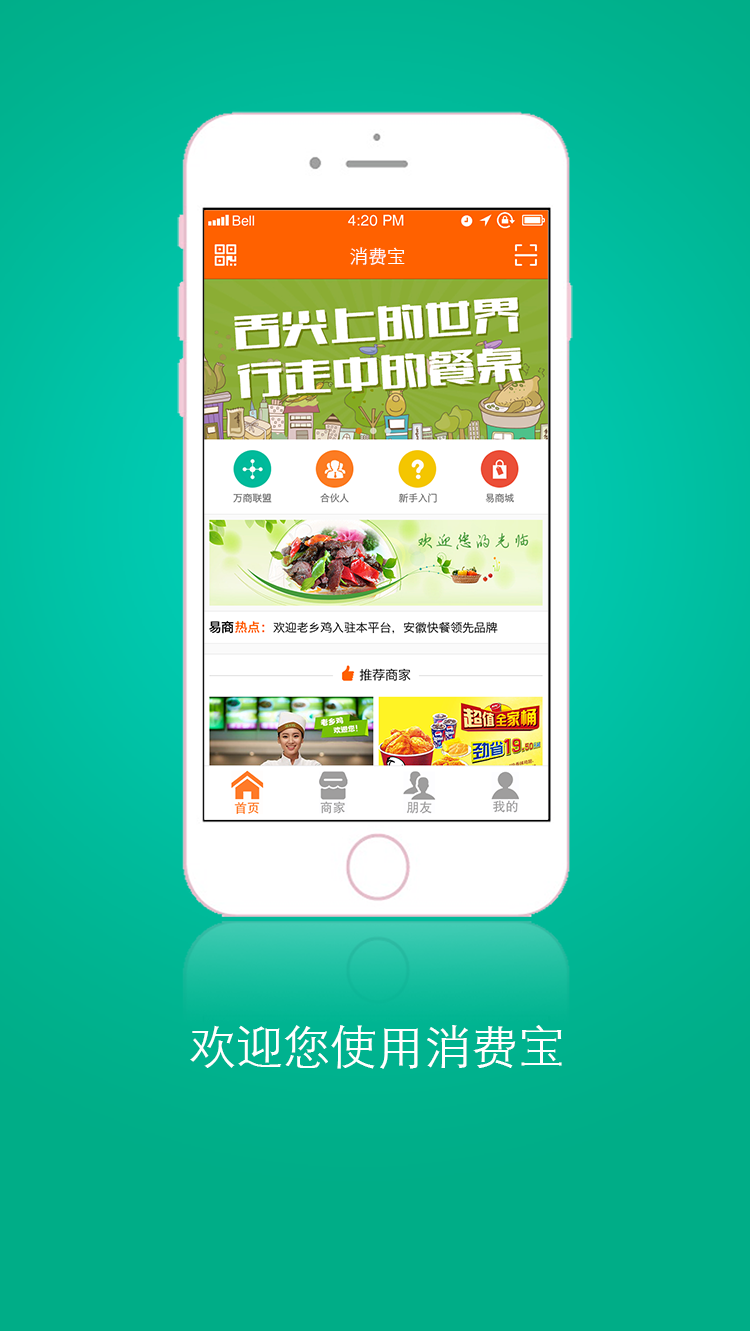 Bell 4:20 PM
消费宝
舌尖上的世界
行走中的餐桌
万商联盟 合伙人 新手入门 易商城
欢迎您的光临
易商热点：欢迎老乡鸡入驻本平台，安徽快餐领先品牌
推荐商家
老乡鸡
欢迎您！
超值全家桶
劲省19.50元起
首页 商家 朋友 我的
欢迎您使用消费宝